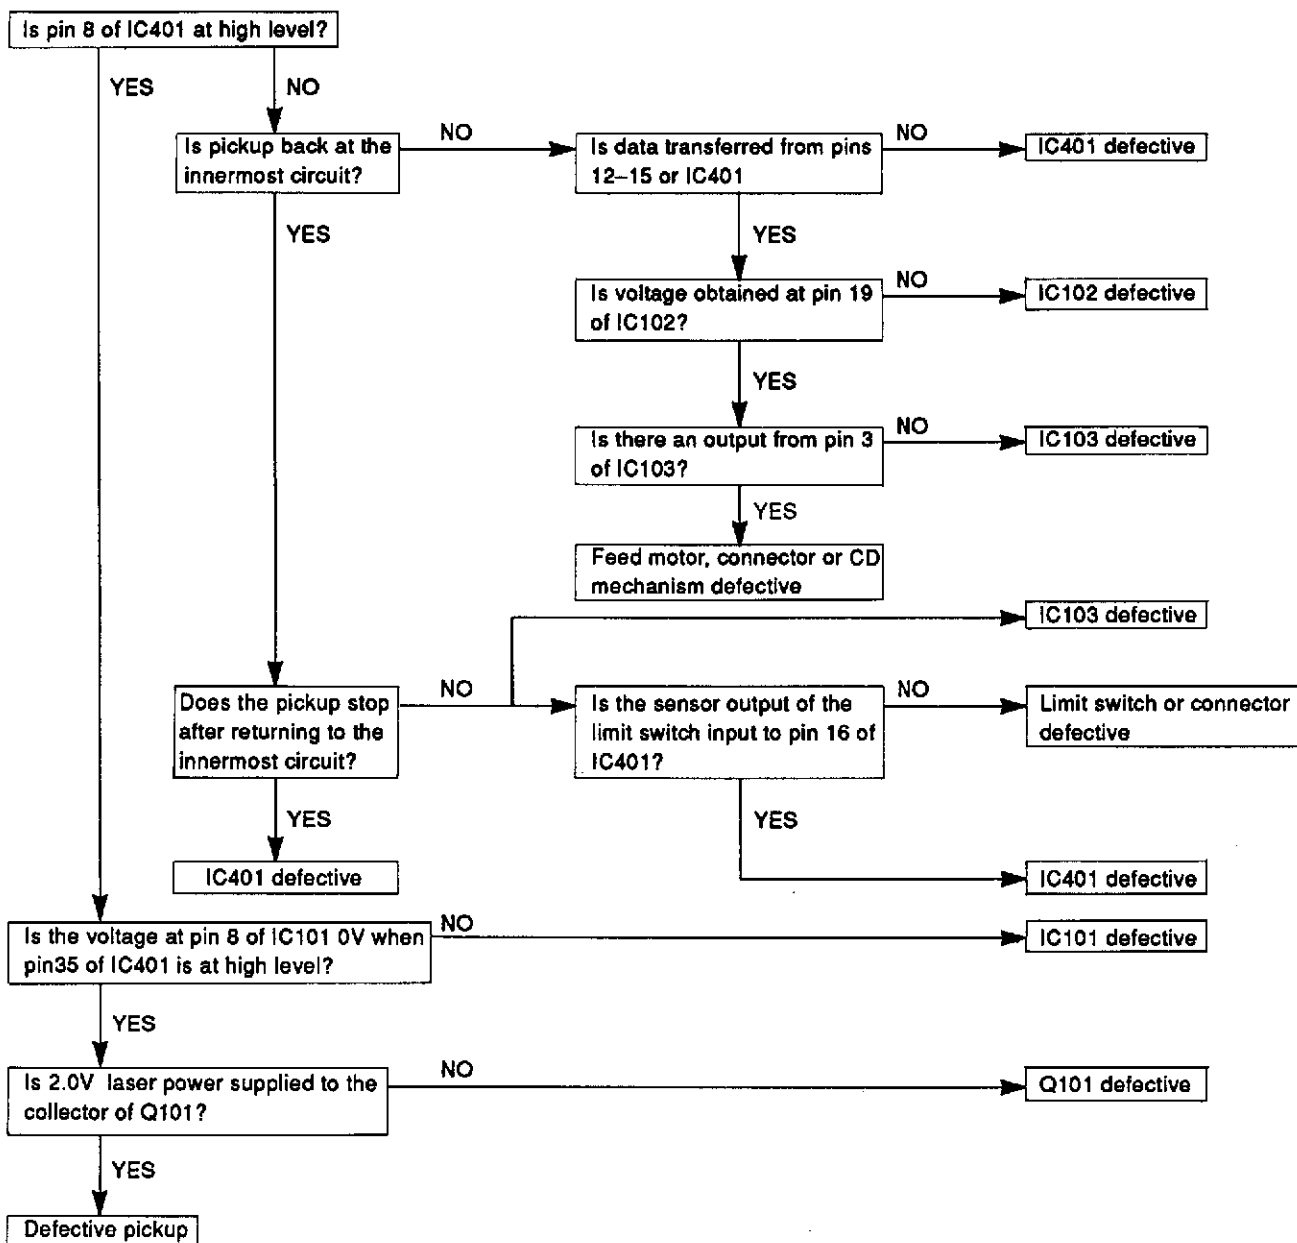 Is pin 8 of IC401 at high level?
YES
NO
Is pickup back at the
innermost circuit?
NO
Is data transferred from pins
12–15 or IC401
NO
IC401 defective
YES
YES
Is voltage obtained at pin 19
of IC102?
NO
IC102 defective
YES
Is there an output from pin 3
of IC103?
NO
IC103 defective
YES
Feed motor, connector or CD
mechanism defective
IC103 defective
Does the pickup stop
after returning to the
innermost circuit?
NO
Is the sensor output of the
limit switch input to pin 16 of
IC401?
NO
Limit switch or connector
defective
YES
YES
IC401 defective
IC401 defective
Is the voltage at pin 8 of IC101 0V when
pin35 of IC401 is at high level?
NO
IC101 defective
YES
Is 2.0V laser power supplied to the
collector of Q101?
NO
Q101 defective
YES
Defective pickup